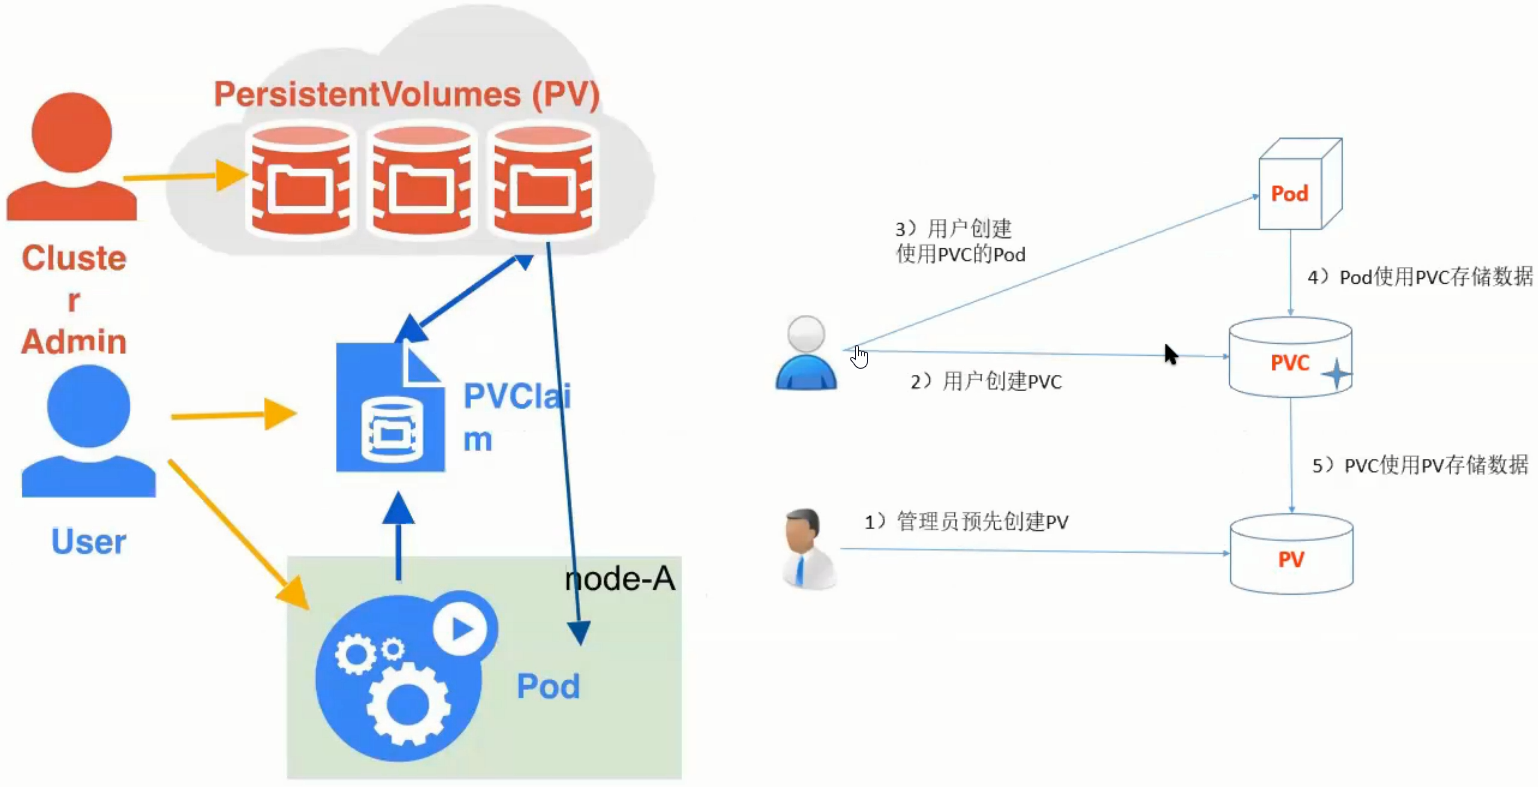 PersistentVolumes (PV)
Cluste
r
Admin
PVClai
m
User
node-A
Pod
Pod
3）用户创建
使用PVC的Pod
4）Pod使用PVC存储数据
PVC
2）用户创建PVC
5）PVC使用PV存储数据
1）管理员预先创建PV
PV